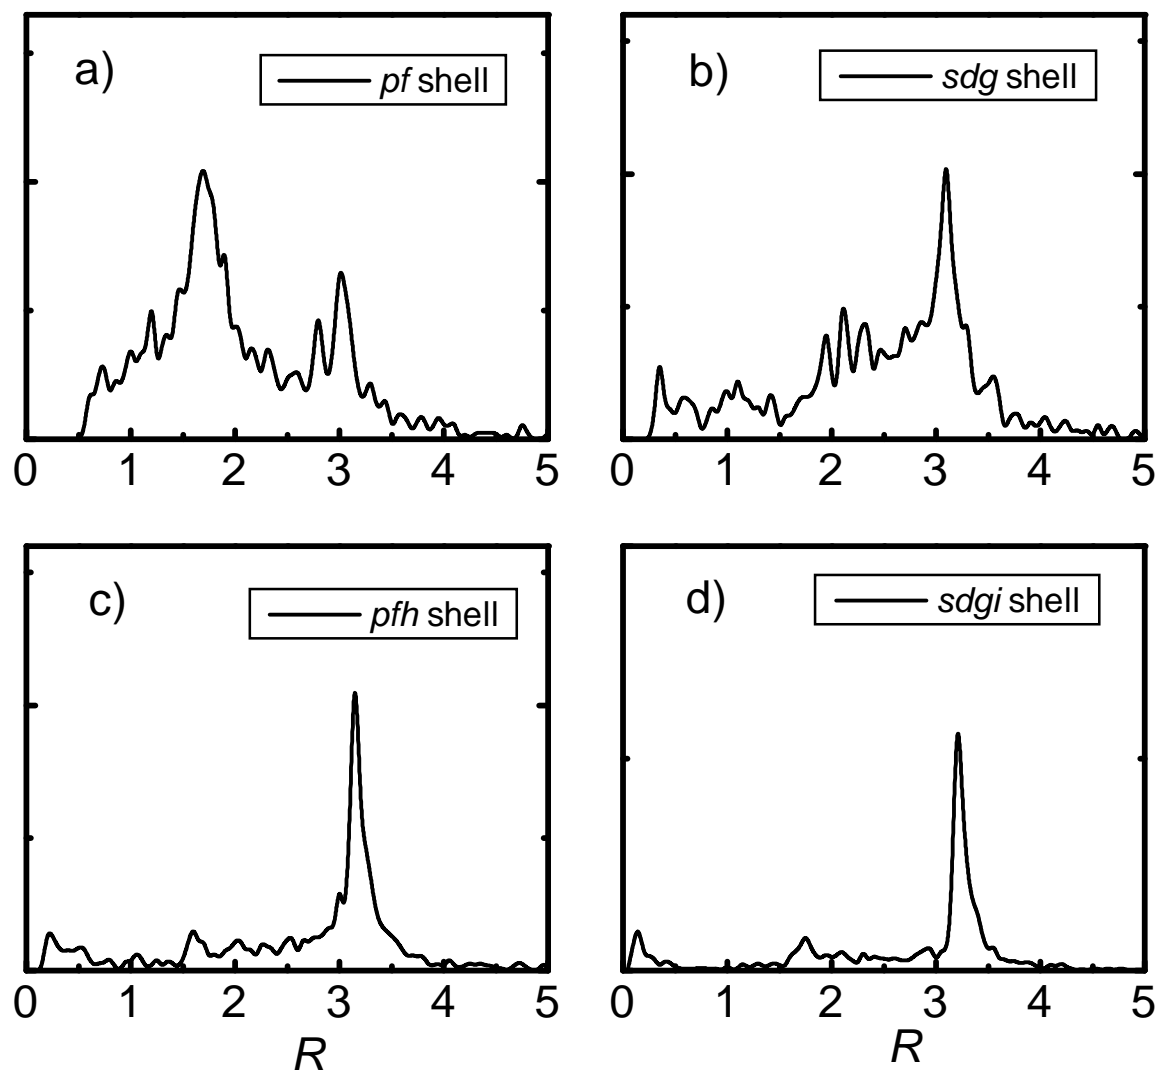 a)
pf shell
0 1 2 3 4 5
b)
sdg shell
0 1 2 3 4 5
c)
pfh shell
0 1 2 3 4 5
R
d)
sdgi shell
0 1 2 3 4 5
R